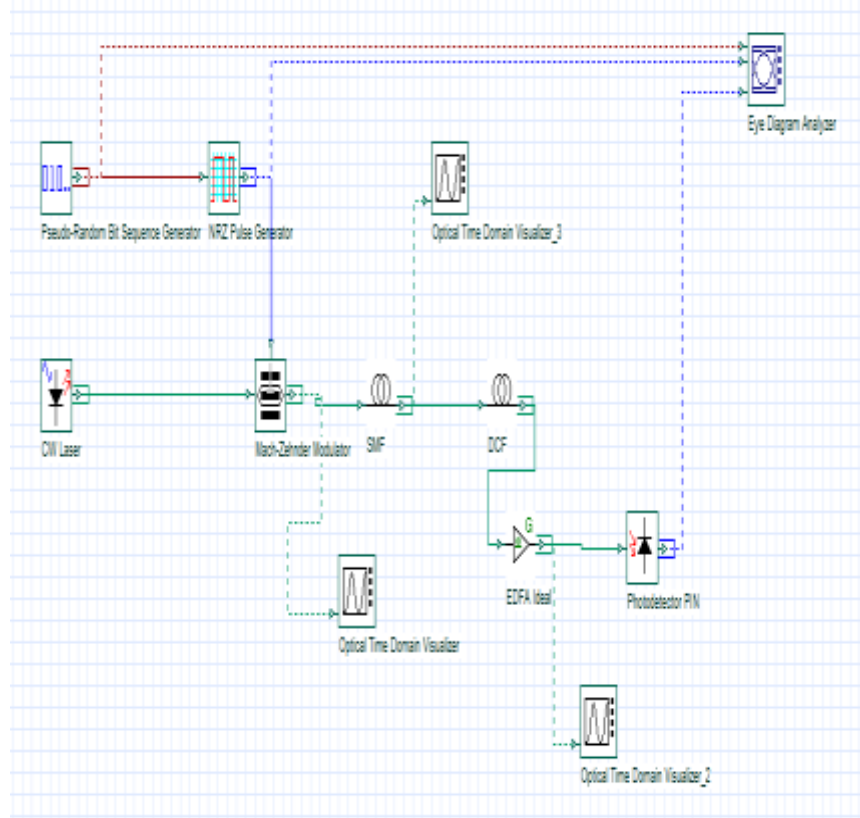 Eye Diagram Analyzer
Pseudo-Random Bit Sequence Generator
NRZ Pulse Generator
Optical Time Domain Visualizer_3
CW Laser
Mach-Zehnder Modulator
SMF
DCF
G
EDFA Ideal
Photodetector PIN
Optical Time Domain Visualizer
Optical Time Domain Visualizer_2